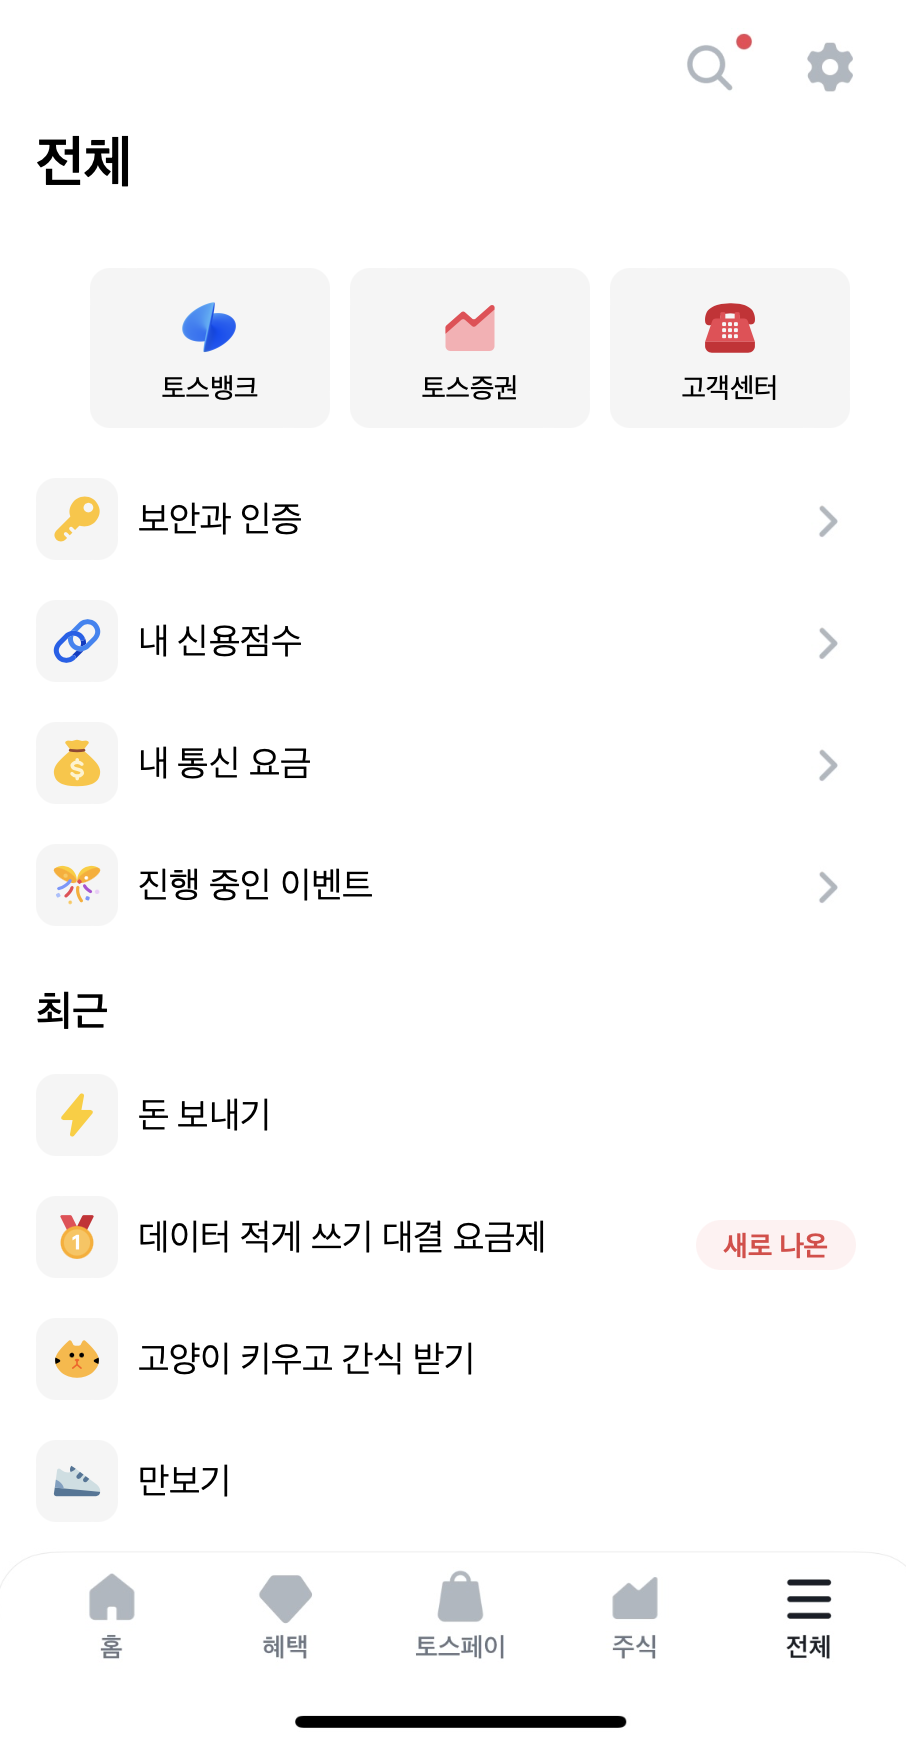 전체
토스뱅크
토스증권
고객센터
보안과 인증
내 신용점수
내 통신 요금
$
진행 중인 이벤트
최근
돈 보내기
1
데이터 적게 쓰기 대결 요금제
새로 나온
고양이 키우고 간식 받기
만보기
홈
혜택
토스페이
주식
전체